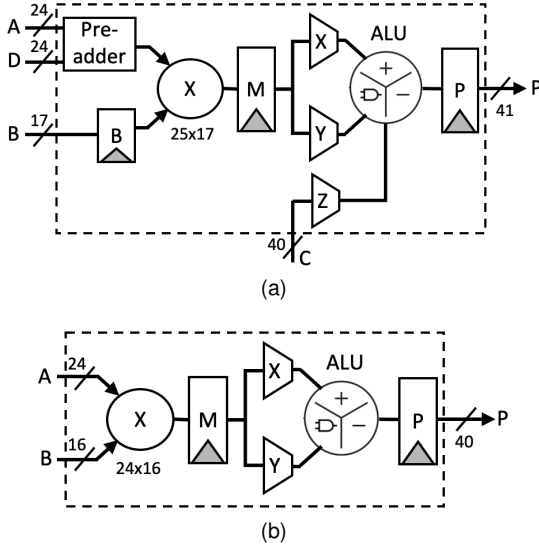 A 24
Pre-
adder
D 24
X
25x17
B 17
B
M
X
Y
Z
ALU
+
−
P
P
41
40
C
(a)
A 24
B 16
X
24x16
M
X
Y
ALU
+
−
P
P
40
(b)